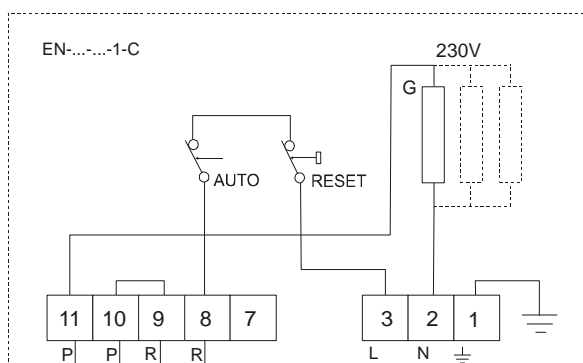 EN-...-...-1-C
230V
G
AUTO
RESET
11 10 9 8 7
3 2 1
P P R R
L N